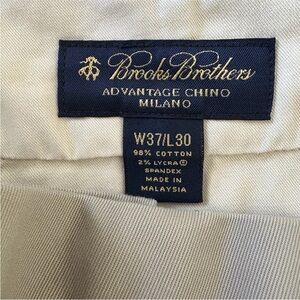 Brooks Brothers
ADVANTAGE CHINO
MILANO
W37/L30
98% COTTON
2% LYCRA®
SPANDEX
MADE IN
MALAYSIA